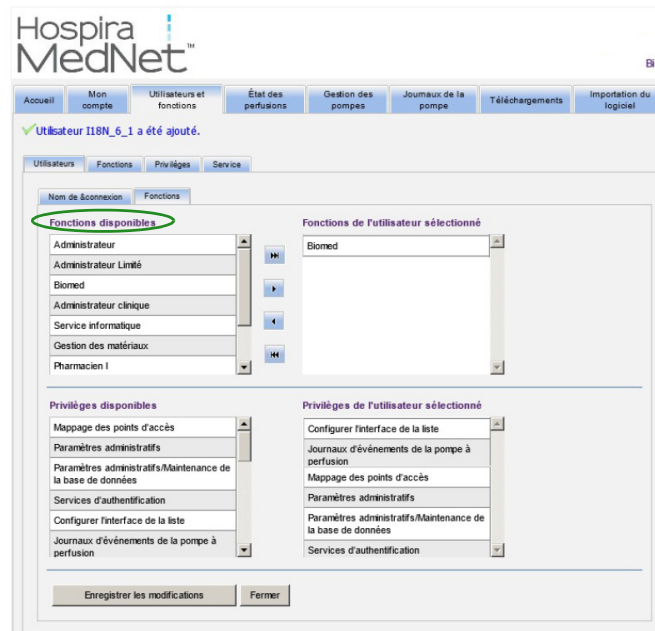 Hospira
MedNet™
Bi
Accueil
Mon
compte
Utilisateurs et
fonctions
État des
perfusions
Gestion des
pompes
Journaux de la
pompe
Téléchargements
Importation du
logiciel
Utilisateur I18N_6_1 a été ajouté.
Utilisateurs Fonctions Privilèges Service
Nom de &connexion Fonctions
Fonctions disponibles
Administrateur
Administrateur Limité
Biomed
Administrateur clinique
Service informatique
Gestion des matériaux
Pharmacien I
Fonctions de l'utilisateur sélectionné
Biomed
Privilèges disponibles
Mappage des points d'accès
Paramètres administratifs
Paramètres administratifs/Maintenance de
la base de données
Services d'authentification
Configurer l'interface de la liste
Journaux d'événements de la pompe à
perfusion
Privilèges de l'utilisateur sélectionné
Configurer l'interface de la liste
Journaux d'événements de la pompe à
perfusion
Mappage des points d'accès
Paramètres administratifs
Paramètres administratifs/Maintenance de
la base de données
Services d'authentification
Enregistrer les modifications Fermer